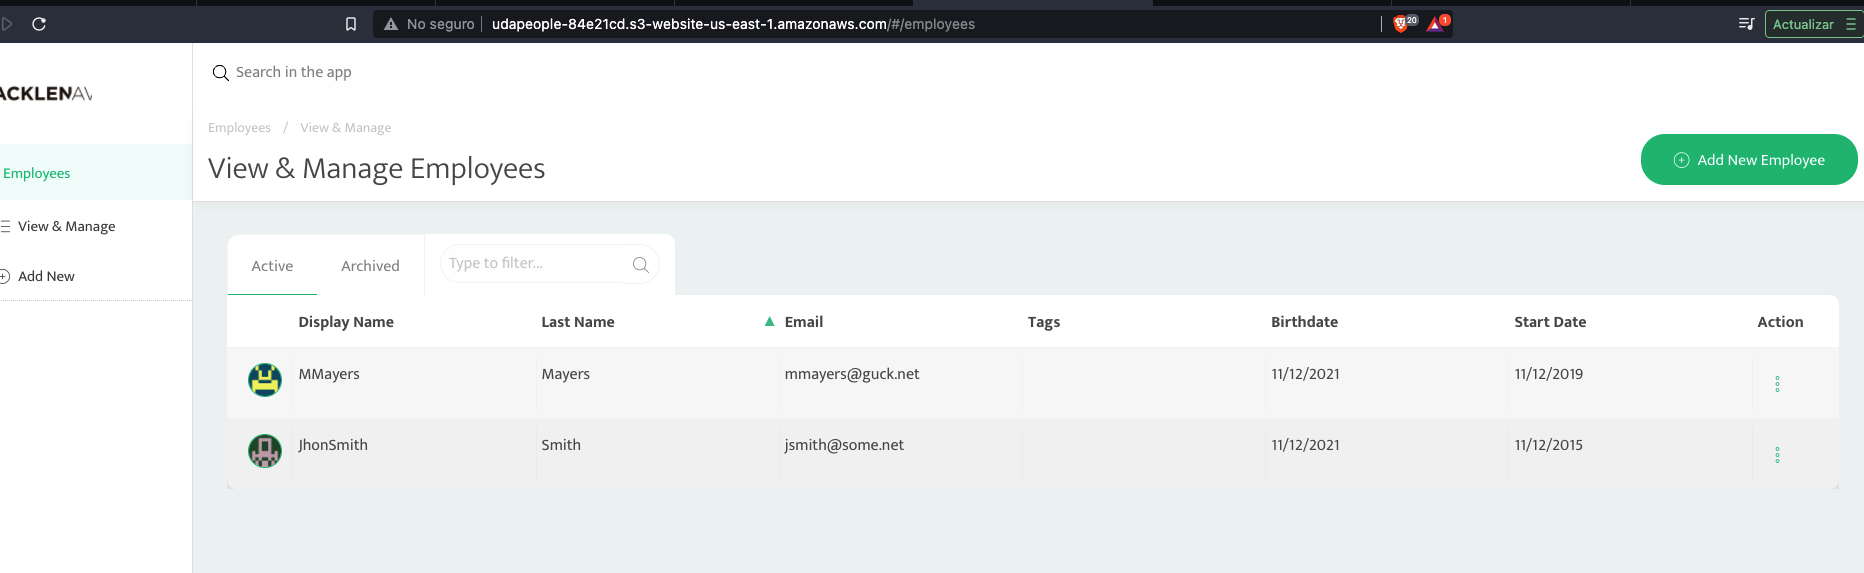 No seguro udapeople-84e21cd.s3-website-us-east-1.amazonaws.com/#/employees 20 1 Actualizar
Search in the app
ACKLENAV
Employees / View & Manage
View & Manage Employees
Add New Employee
Employees
View & Manage
Add New
Active Archived Type to filter...
Display Name Last Name ▲ Email Tags Birthdate Start Date Action
MMayers Mayers mmayers@guck.net 11/12/2021 11/12/2019
JhonSmith Smith jsmith@some.net 11/12/2021 11/12/2015